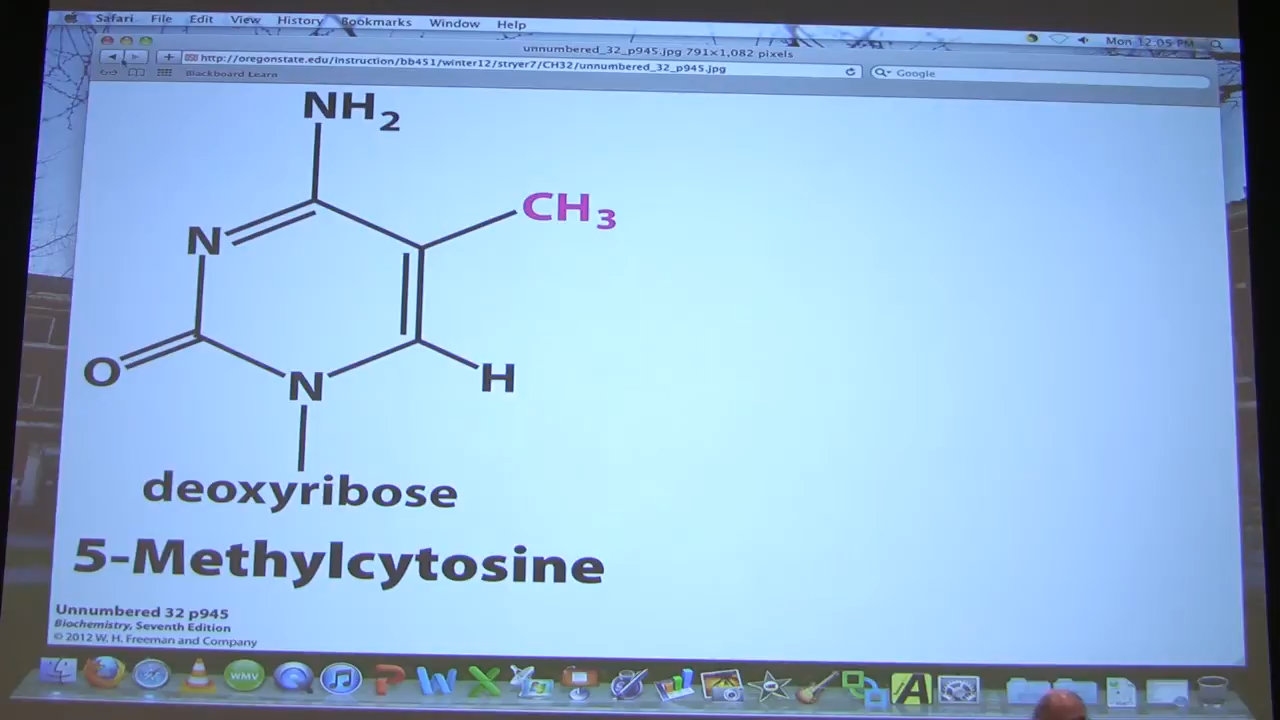 Safari File Edit View History Bookmarks Window Help
Mon 12:05 PM
unnumbered_32_p945.jpg 791×1,082 pixels
http://oregonstate.edu/instruction/bb451/winter12/stryer7/CH32/unnumbered_32_p945.jpg
Google
Blackboard Learn
NH2
CH3
N
O
N
H
deoxyribose
5-Methylcytosine
Unnumbered 32 p945
Biochemistry, Seventh Edition
© 2012 W. H. Freeman and Company
WMV